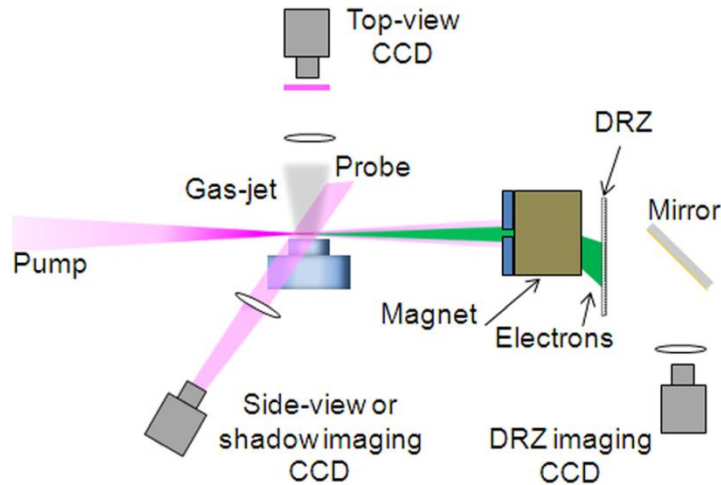 Top-view
CCD
DRZ
Probe
Gas-jet
Mirror
Pump
Magnet
Electrons
Side-view or
shadow imaging
CCD
DRZ imaging
CCD